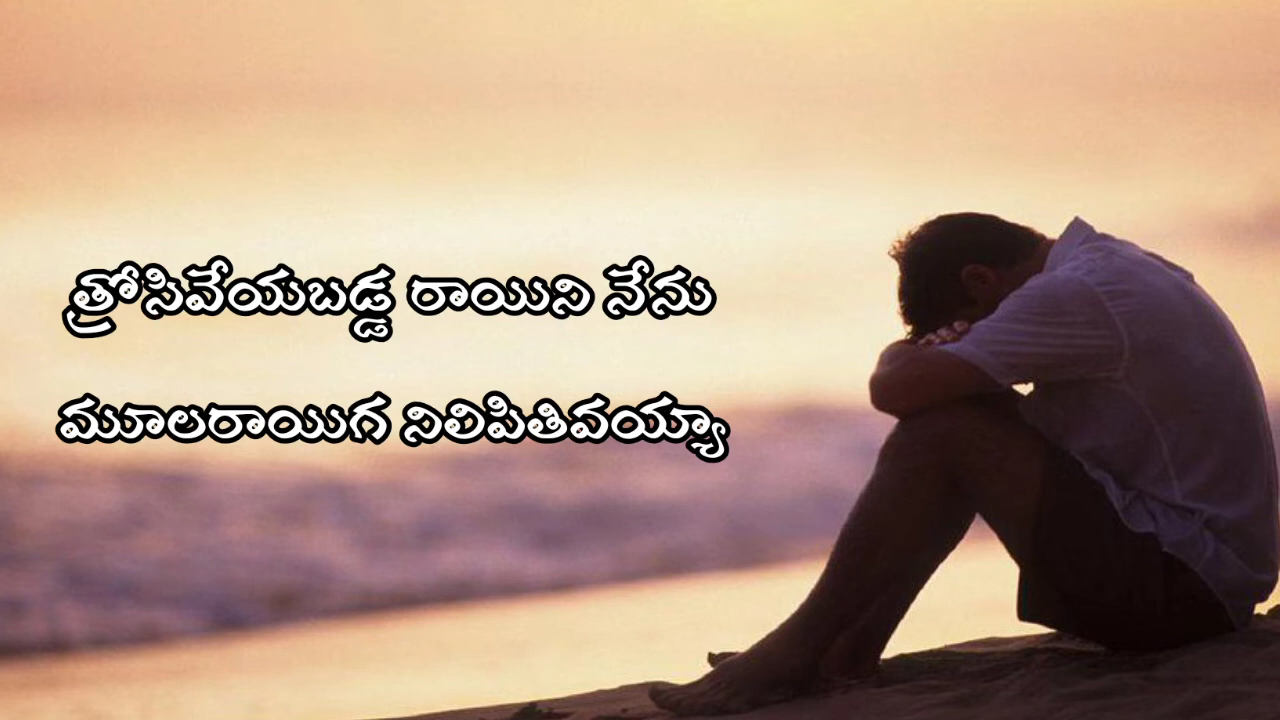 త్రోసివేయబడ్డ రాయిని నేను
మూలరాయిగ నిలిపితివయ్యా